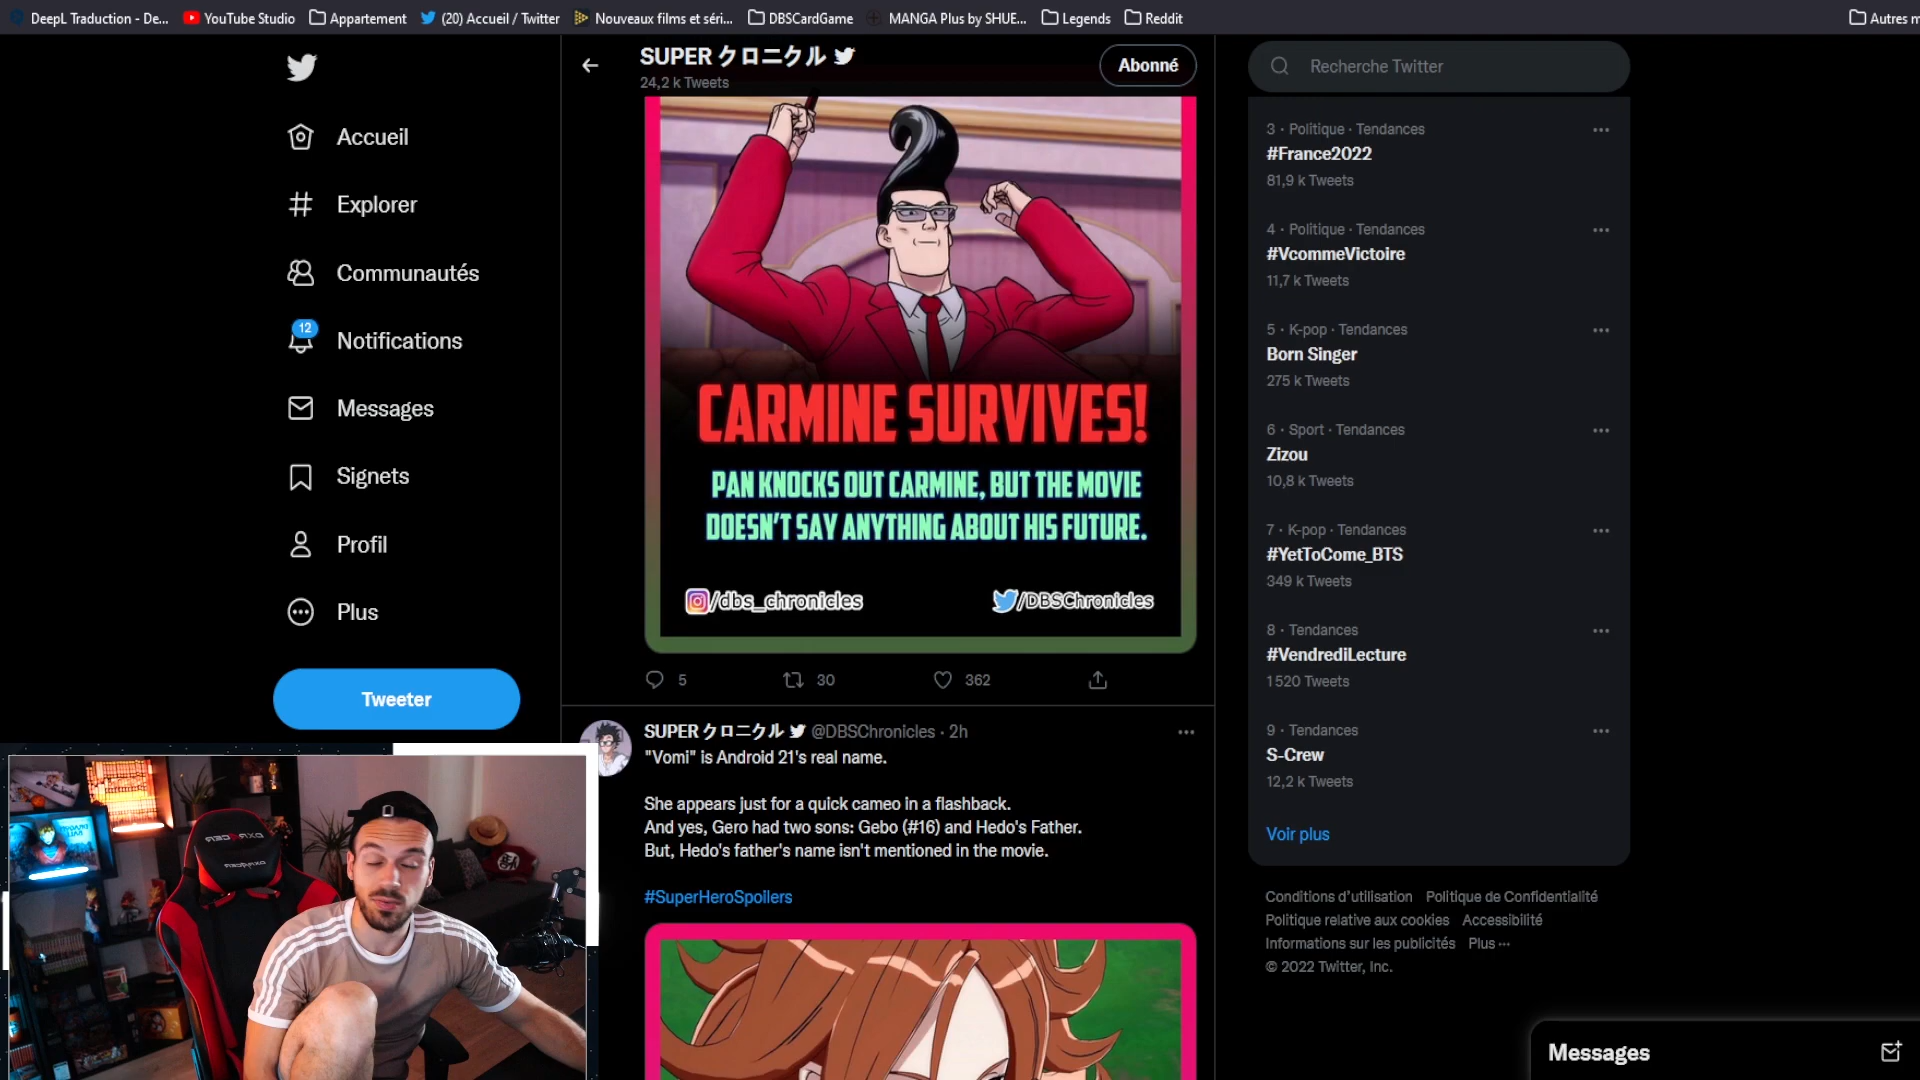 DeepL Traduction - De...
YouTube Studio
Appartement
(20) Accueil / Twitter
Nouveaux films et séri...
DBSCardGame
MANGA Plus by SHUE...
Legends
Reddit
Autres m
SUPER クロニクル
24,2 k Tweets
Abonné
Recherche Twitter
Accueil
Explorer
Communautés
12
Notifications
Messages
Signets
Profil
Plus
Tweeter
CARMINE SURVIVES!
PAN KNOCKS OUT CARMINE, BUT THE MOVIE
DOESN'T SAY ANYTHING ABOUT HIS FUTURE.
/dbs_chronicles
/DBSChronicles
5
30
362
SUPER クロニクル @DBSChronicles · 2h
"Vomi" is Android 21's real name.
She appears just for a quick cameo in a flashback.
And yes, Gero had two sons: Gebo (#16) and Hedo's Father.
But, Hedo's father's name isn't mentioned in the movie.
#SuperHeroSpoilers
3 · Politique · Tendances
#France2022
81,9 k Tweets
4 · Politique · Tendances
#VcommeVictoire
11,7 k Tweets
5 · K-pop · Tendances
Born Singer
275 k Tweets
6 · Sport · Tendances
Zizou
10,8 k Tweets
7 · K-pop · Tendances
#YetToCome_BTS
349 k Tweets
8 · Tendances
#VendrediLecture
1 520 Tweets
9 · Tendances
S-Crew
12,2 k Tweets
Voir plus
Conditions d'utilisation Politique de Confidentialité
Politique relative aux cookies Accessibilité
Informations sur les publicités Plus ···
© 2022 Twitter, Inc.
Messages
DXRACER
DXRACER